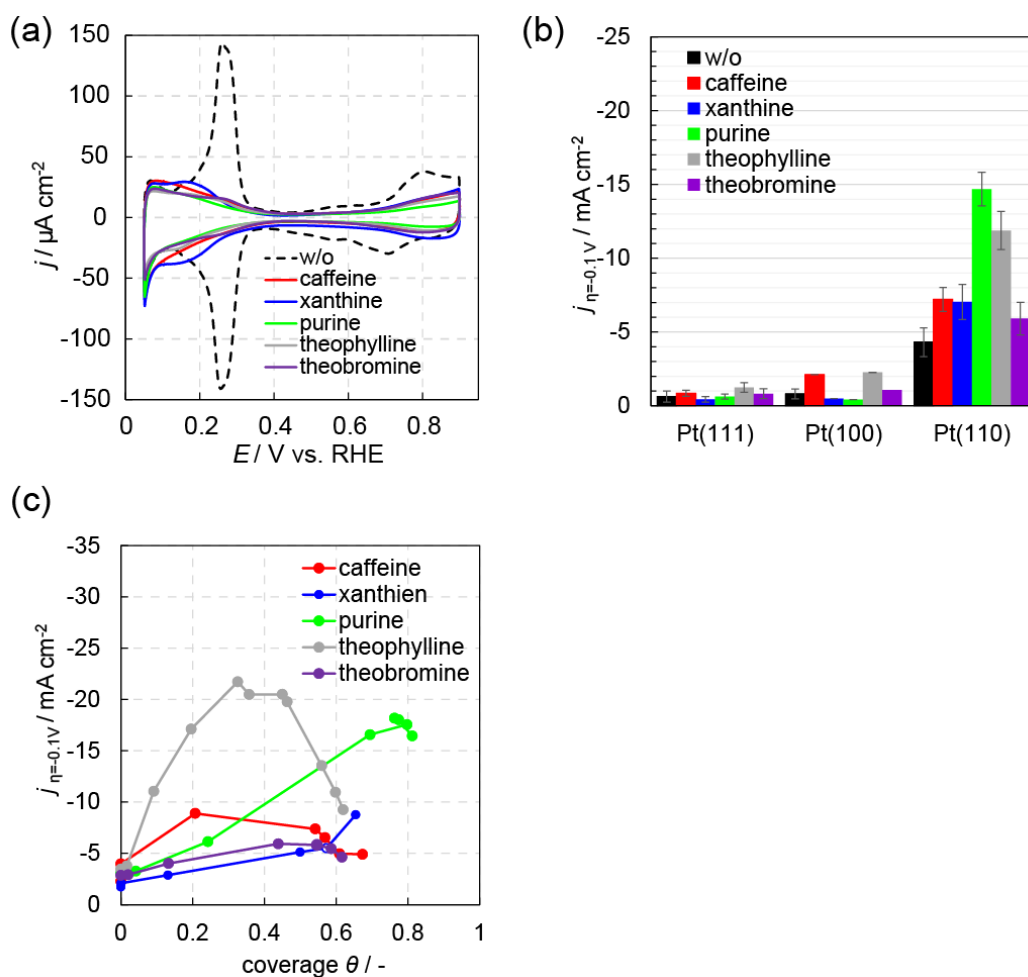 (a)
150
100
50
0
-50
-100
-150
j / µA cm-2
w/o
caffeine
xanthine
purine
theophylline
theobromine
0 0.2 0.4 0.6 0.8
E / V vs. RHE
(b)
-25
-20
-15
-10
-5
0
j η=-0.1 V / mA cm-2
w/o
caffeine
xanthine
purine
theophylline
theobromine
Pt(111) Pt(100) Pt(110)
(c)
-35
-30
-25
-20
-15
-10
-5
0
j η=-0.1V / mA cm-2
caffeine
xanthien
purine
theophylline
theobromine
0 0.2 0.4 0.6 0.8 1
coverage θ / -